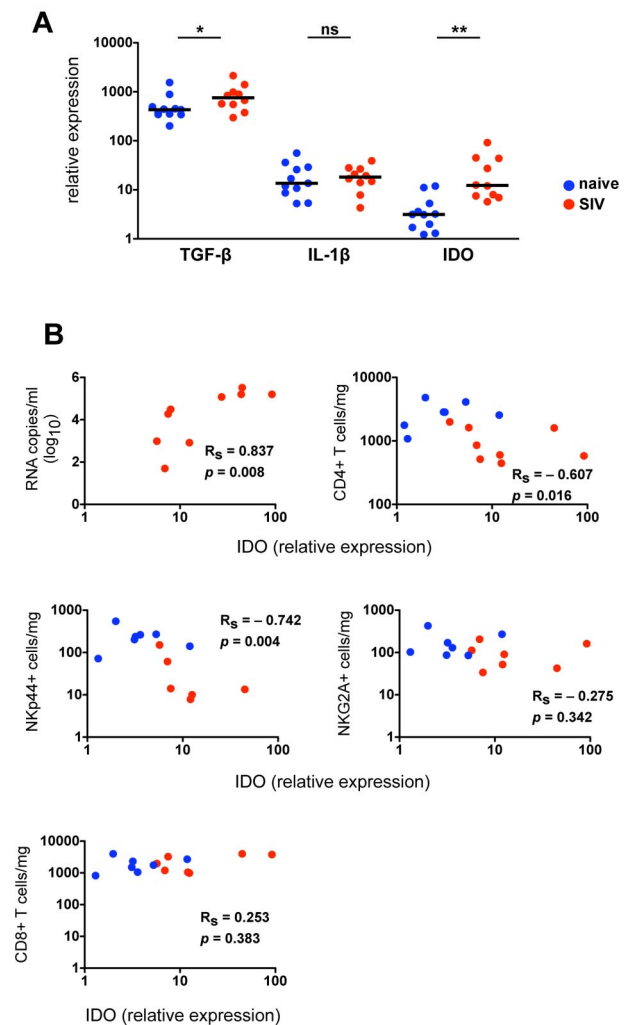 A
* ns **
relative expression
10000
1000
100
10
1
TGF-β IL-1β IDO
naive
SIV
B
RNA copies/ml
(log10)
6
4
2
0
1 10 100
IDO (relative expression)
Rs = 0.837
p = 0.008
CD4+ T cells/mg
10000
1000
100
1 10 100
IDO (relative expression)
Rs = – 0.607
p = 0.016
NKp44+ cells/mg
1000
100
10
1
1 10 100
IDO (relative expression)
Rs = – 0.742
p = 0.004
NKG2A+ cells/mg
1000
100
10
1
1 10 100
IDO (relative expression)
Rs = – 0.275
p = 0.342
CD8+ T cells/mg
10000
1000
100
10
1
1 10 100
IDO (relative expression)
Rs = 0.253
p = 0.383